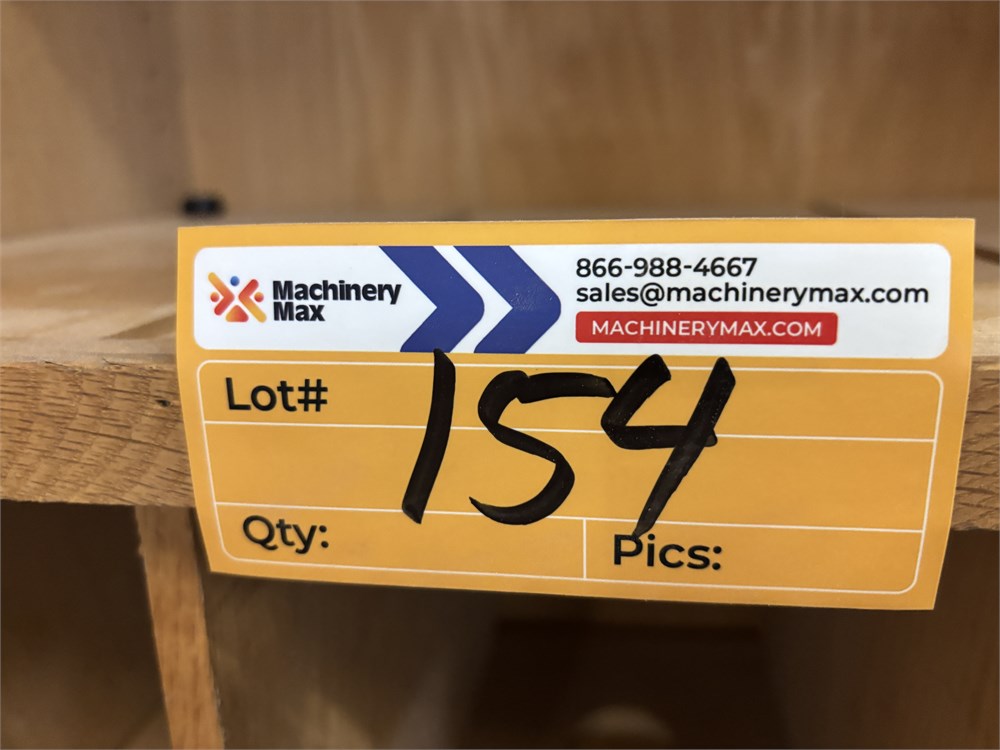 Machinery
Max
866-988-4667
sales@machinerymax.com
MACHINERYMAX.COM
Lot#
154
Qty:
Pics: